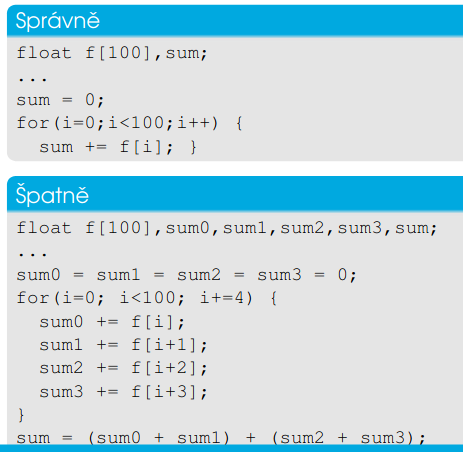 Správně
float f[100],sum;
...
sum = 0;
for(i=0;i<100;i++) {
  sum += f[i]; }
Špatně
float f[100],sum0,sum1,sum2,sum3,sum;
...
sum0 = sum1 = sum2 = sum3 = 0;
for(i=0; i<100; i+=4) {
  sum0 += f[i];
  sum1 += f[i+1];
  sum2 += f[i+2];
  sum3 += f[i+3];
}
sum = (sum0 + sum1) + (sum2 + sum3);